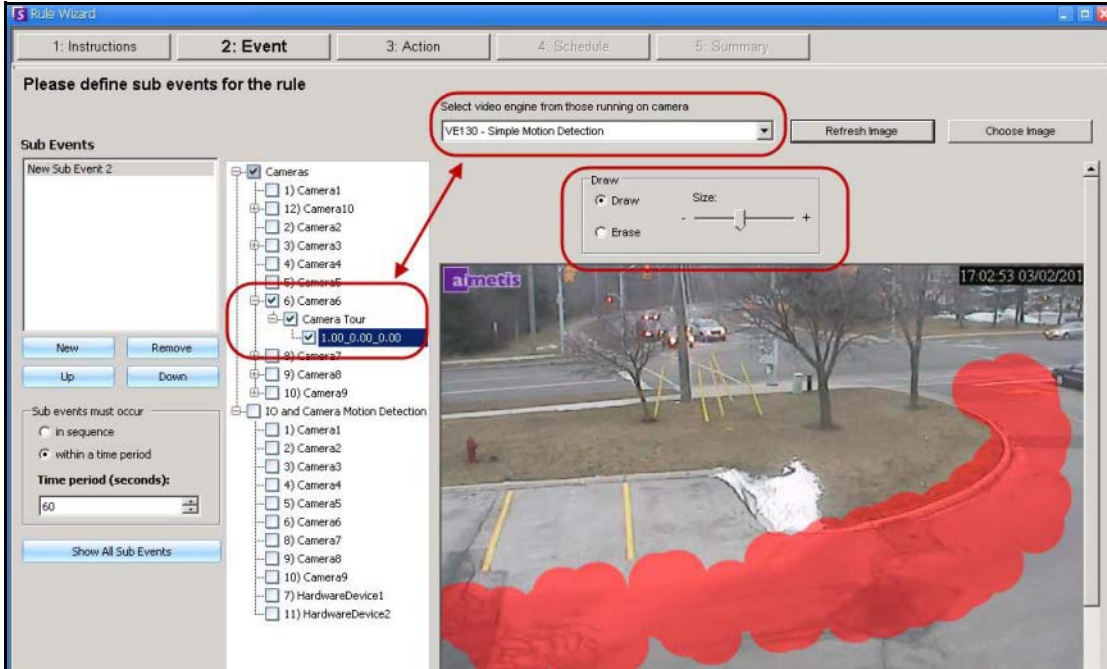 Rule Wizard
1: Instructions
2: Event
3: Action
4: Schedule
5: Summary
Please define sub events for the rule
Select video engine from those running on camera
VE130 - Simple Motion Detection
Refresh Image
Choose Image
Sub Events
New Sub Event 2
New
Remove
Up
Down
Sub events must occur
in sequence
within a time period
Time period (seconds):
60
Show All Sub Events
Cameras
1) Camera1
12) Camera10
2) Camera2
3) Camera3
4) Camera4
5) Camera5
6) Camera6
Camera Tour
1.00_0.00_0.00
8) Camera7
9) Camera8
10) Camera9
IO and Camera Motion Detection
1) Camera1
2) Camera2
3) Camera3
4) Camera4
5) Camera5
6) Camera6
8) Camera7
9) Camera8
10) Camera9
7) HardwareDevice1
11) HardwareDevice2
Draw
Draw
Size:
- +
Erase
aimetis
17:02:53 03/02/201